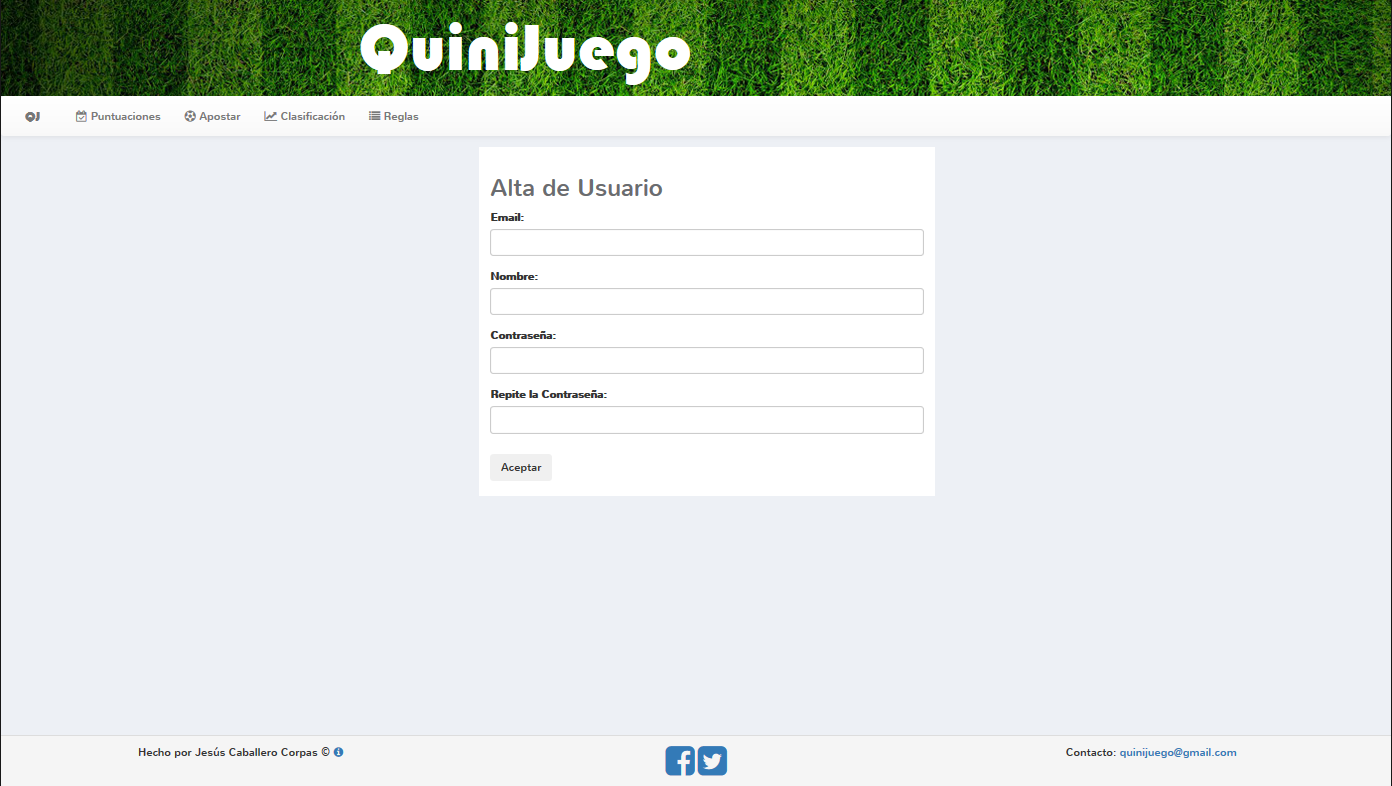 QuiniJuego
QJ Puntuaciones Apostar Clasificación Reglas
Alta de Usuario
Email:
Nombre:
Contraseña:
Repite la Contraseña:
Aceptar
Hecho por Jesús Caballero Corpas © Contacto: quinijuego@gmail.com